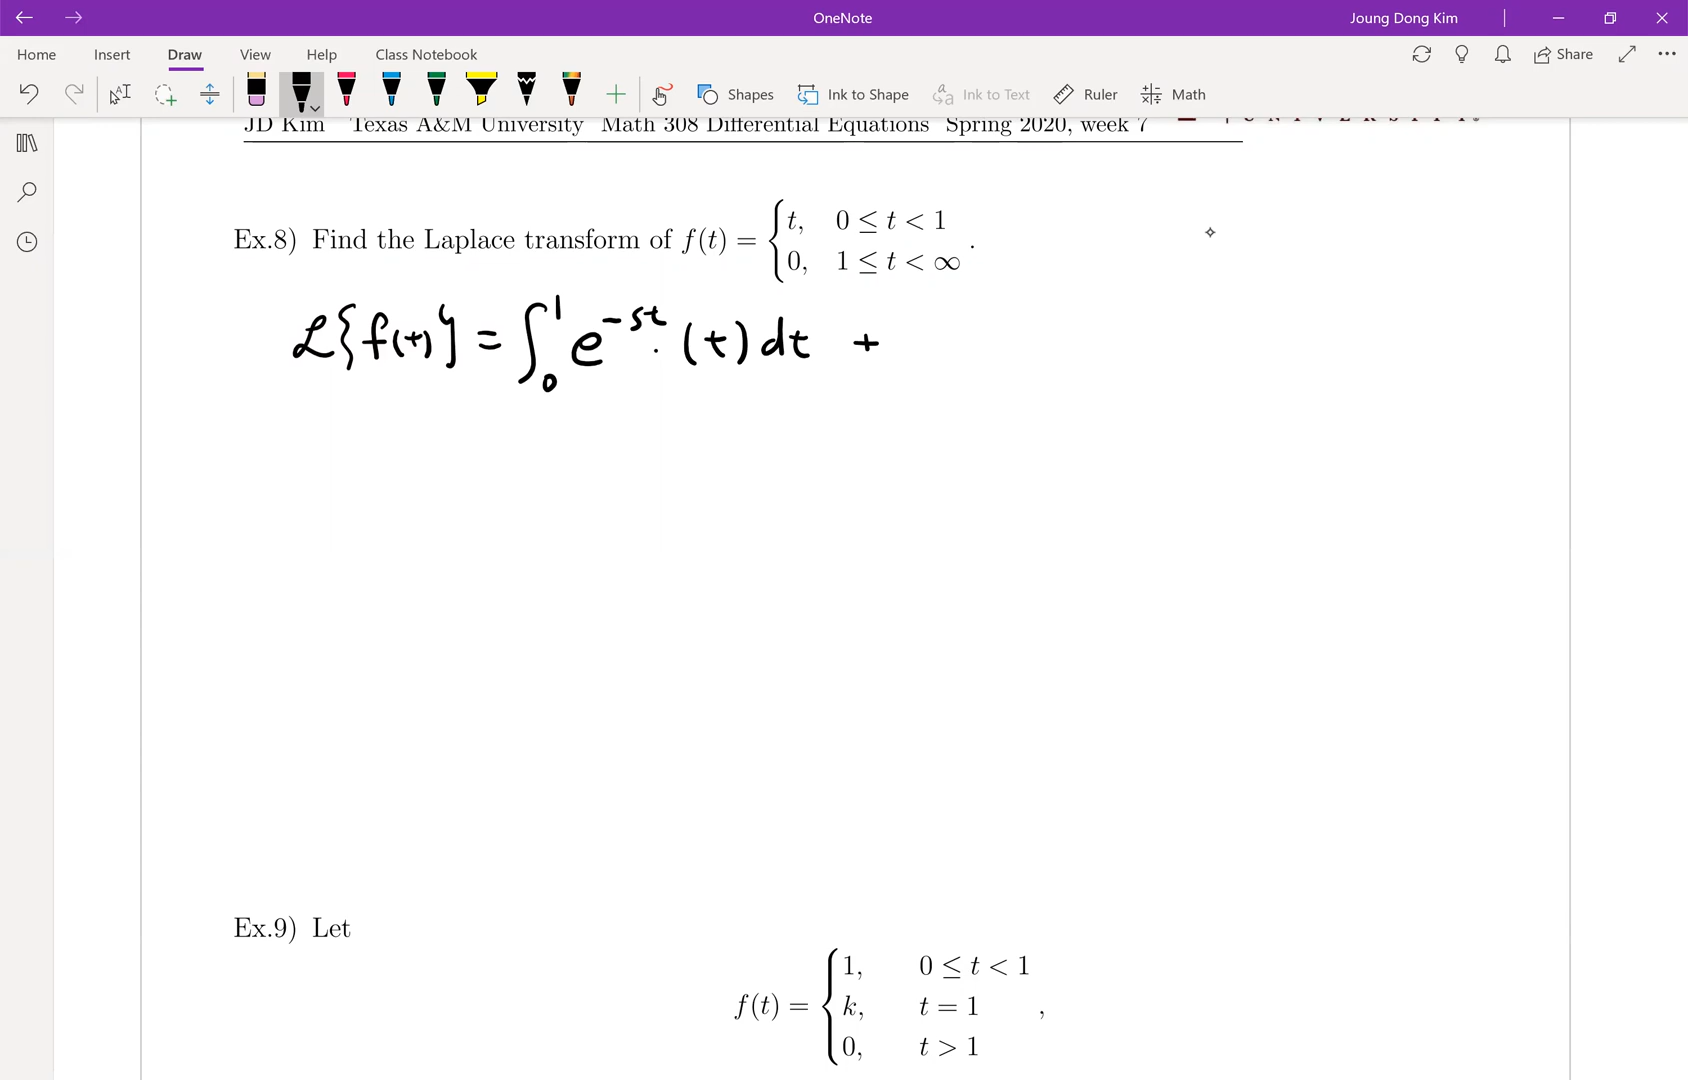 OneNote
Joung Dong Kim
Home Insert Draw View Help Class Notebook
Share
Shapes Ink to Shape Ink to Text Ruler Math
JD Kim Texas A&M University Math 308 Differential Equations Spring 2020, week 7
UNIVERSITY
Ex.8) Find the Laplace transform of f(t) = { t, 0 ≤ t < 1
0, 1 ≤ t < ∞ .
ℒ{f(t)} = ∫₀¹ e^{-st} · (t) dt +
Ex.9) Let
f(t) = { 1, 0 ≤ t < 1
k, t = 1 ,
0, t > 1